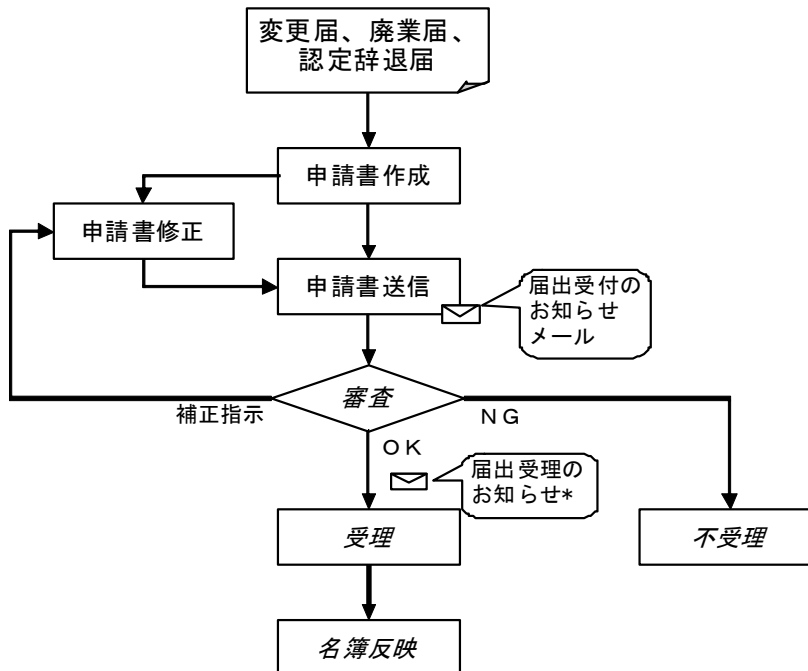 変更届、廃業届、
認定辞退届
申請書作成
申請書修正
申請書送信
届出受付の
お知らせ
メール
審査
補正指示
ＮＧ
ＯＫ
届出受理の
お知らせ*
受理
不受理
名簿反映